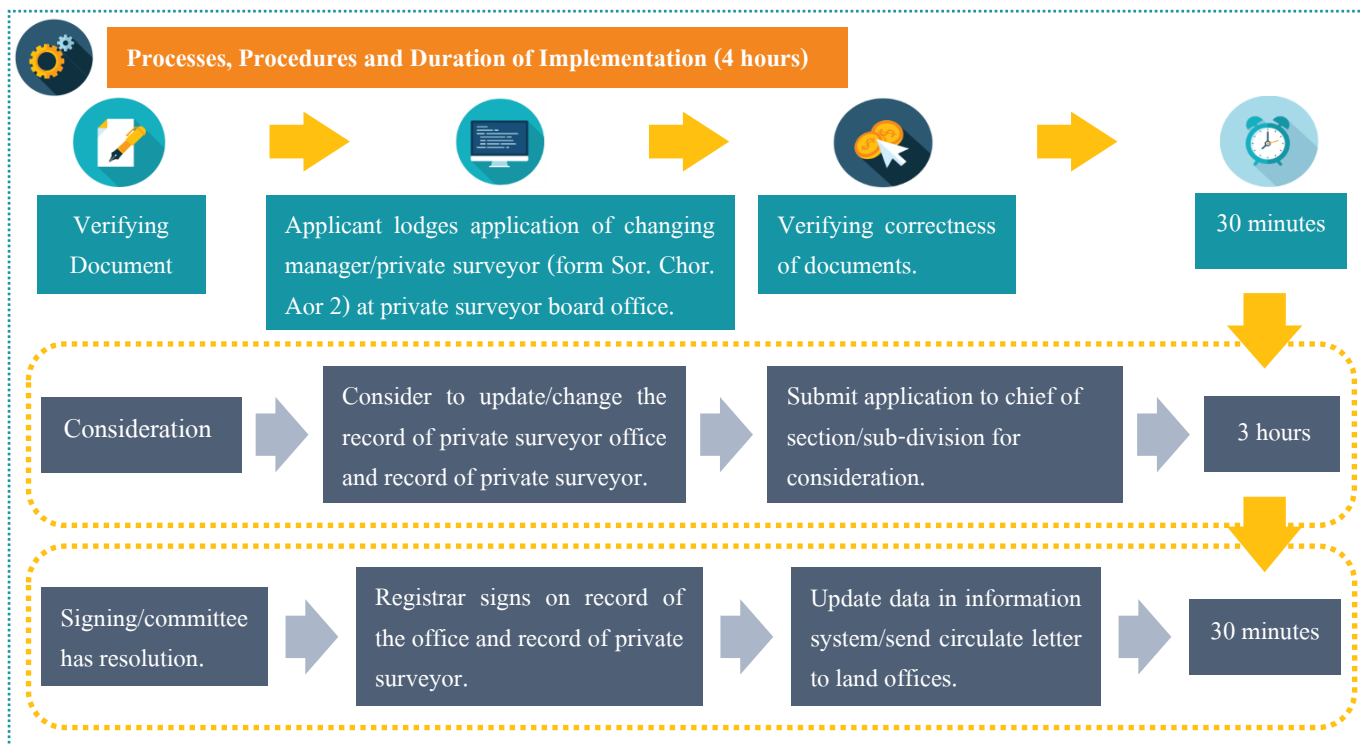 Processes, Procedures and Duration of Implementation (4 hours)
Verifying
Document
Applicant lodges application of changing
manager/private surveyor (form Sor. Chor.
Aor 2) at private surveyor board office.
Verifying correctness
of documents.
30 minutes
Consideration
Consider to update/change the
record of private surveyor office
and record of private surveyor.
Submit application to chief of
section/sub-division for
consideration.
3 hours
Signing/committee
has resolution.
Registrar signs on record of
the office and record of private
surveyor.
Update data in information
system/send circulate letter
to land offices.
30 minutes